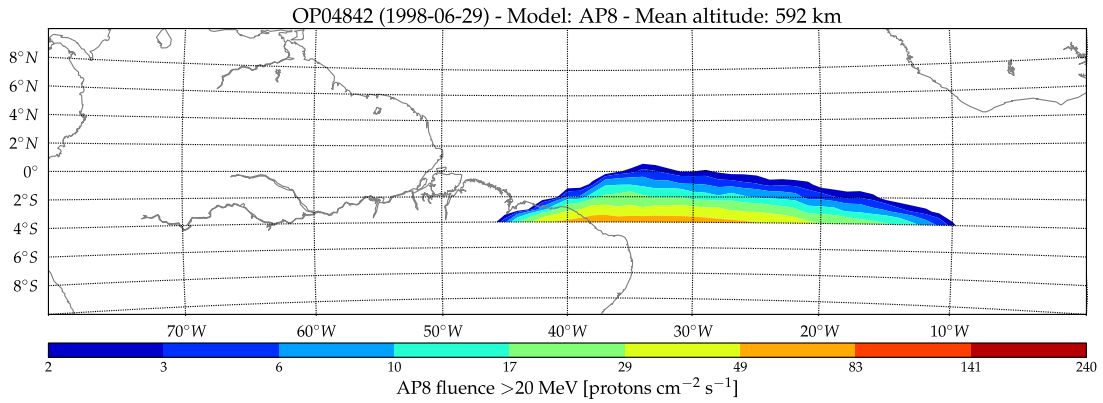 OP04842 (1998-06-29) - Model: AP8 - Mean altitude: 592 km
8°N
6°N
4°N
2°N
0°
2°S
4°S
6°S
8°S
70°W 60°W 50°W 40°W 30°W 20°W 10°W
2 3 6 10 17 29 49 83 141 240
AP8 fluence >20 MeV [protons cm⁻² s⁻¹]